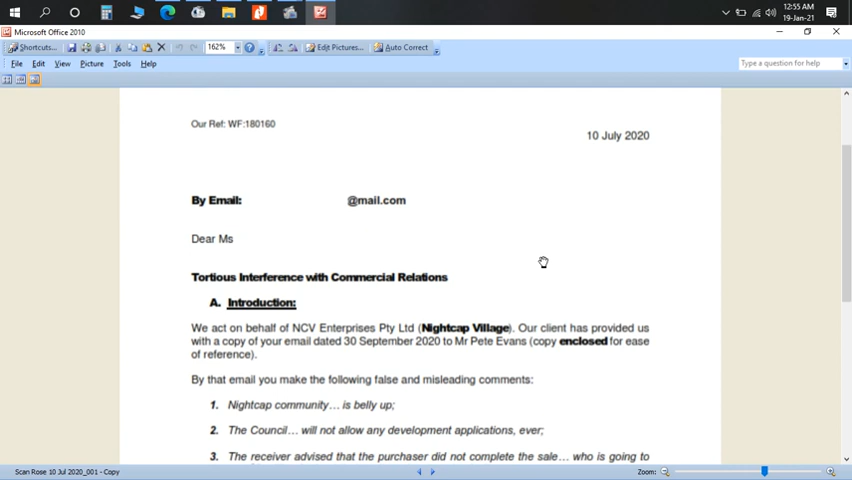 12:55 AM
19-Jan-21
Microsoft Office 2010
Shortcuts...
162%
Edit Pictures...
Auto Correct
File Edit View Picture Tools Help
Type a question for help
Our Ref: WF:180160
10 July 2020
By Email: @mail.com
Dear Ms
Tortious Interference with Commercial Relations
A. Introduction:
We act on behalf of NCV Enterprises Pty Ltd (Nightcap Village). Our client has provided us
with a copy of your email dated 30 September 2020 to Mr Pete Evans (copy enclosed for ease
of reference).
By that email you make the following false and misleading comments:
1. Nightcap community… is belly up;
2. The Council… will not allow any development applications, ever;
3. The receiver advised that the purchaser did not complete the sale… who is going to
Scan Rose 10 Jul 2020_001 - Copy
Zoom: